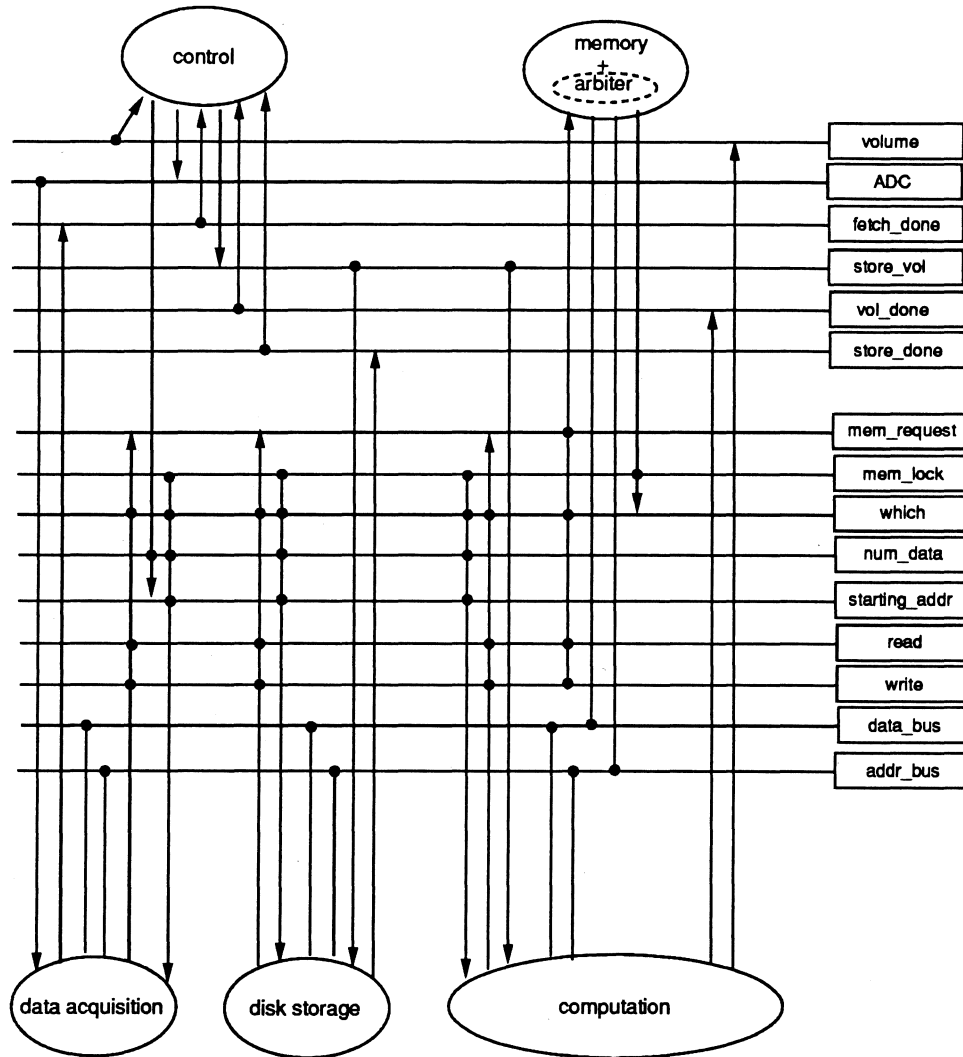 control
memory
+
arbiter
volume
ADC
fetch_done
store_vol
vol_done
store_done
mem_request
mem_lock
which
num_data
starting_addr
read
write
data_bus
addr_bus
data acquisition
disk storage
computation